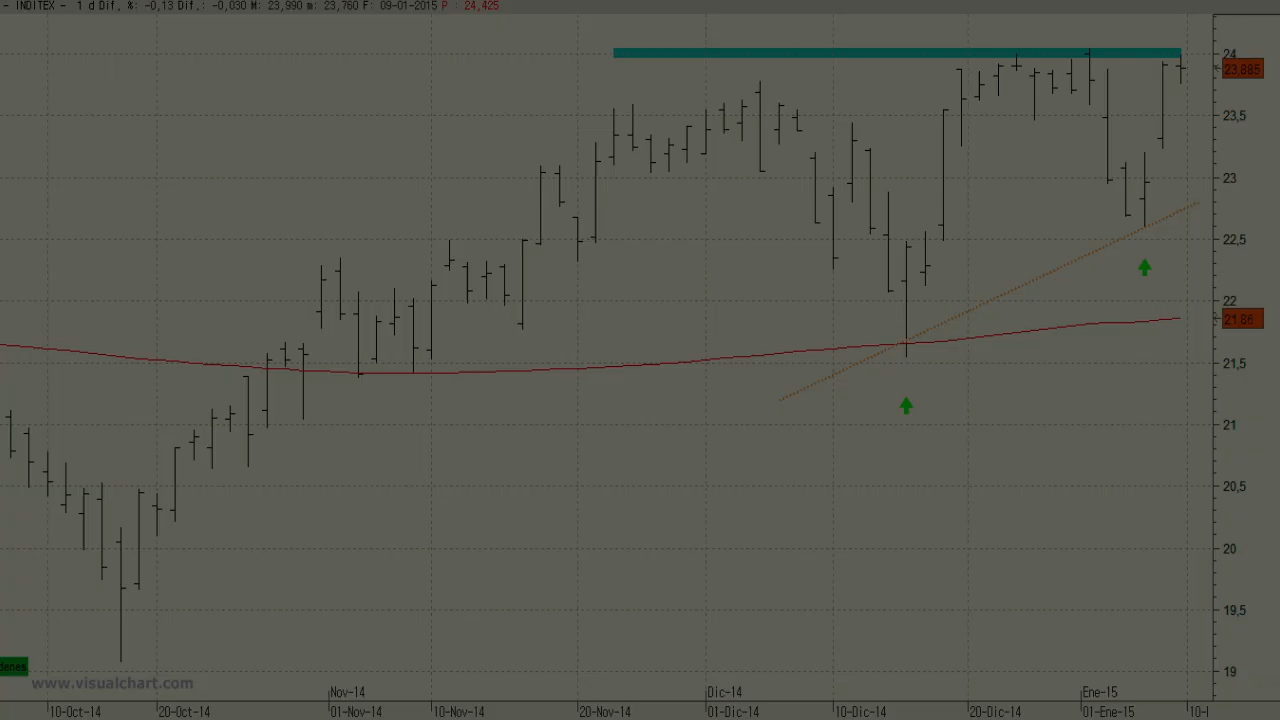 - INDITEX - 1 d Dif, %: -0,13 Dif,: -0,030 M: 23,990 m: 23,760 F: 09-01-2015 P : 24,425
24
23,885
23,5
23
22,5
22
21,86
21,5
21
20,5
20
19,5
19
denes
www.visualchart.com
Nov-14 Dic-14 Ene-15
10-Oct-14 20-Oct-14 01-Nov-14 10-Nov-14 20-Nov-14 01-Dic-14 10-Dic-14 20-Dic-14 01-Ene-15 10-